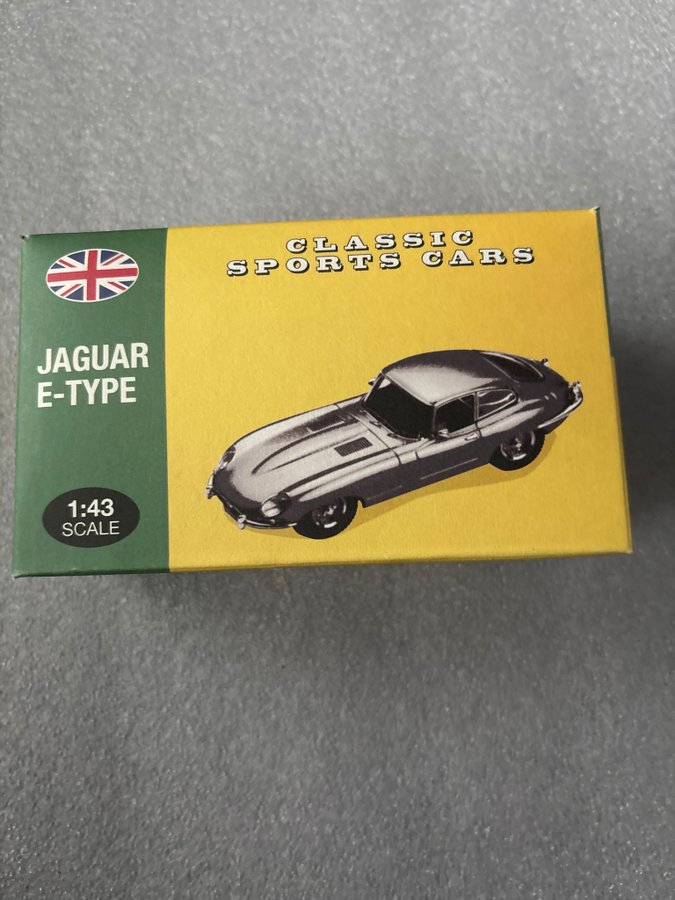 CLASSIC
SPORTS CARS
JAGUAR
E-TYPE
1:43
SCALE